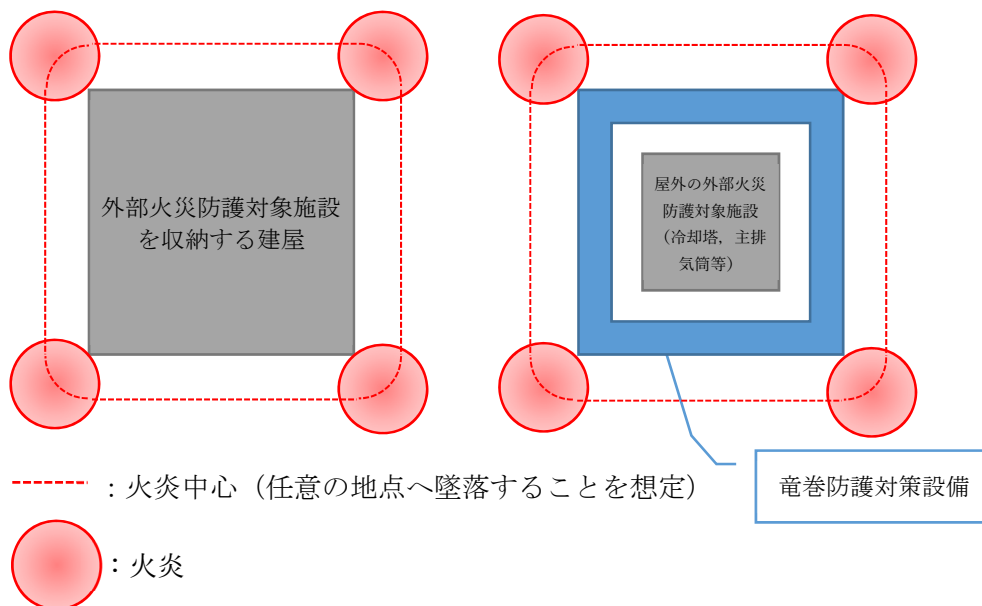 外部火災防護対象施設
を収納する建屋
屋外の外部火災
防護対象施設
（冷却塔，主排
気筒等）
：火炎中心（任意の地点へ墜落することを想定）
竜巻防護対策設備
：火炎